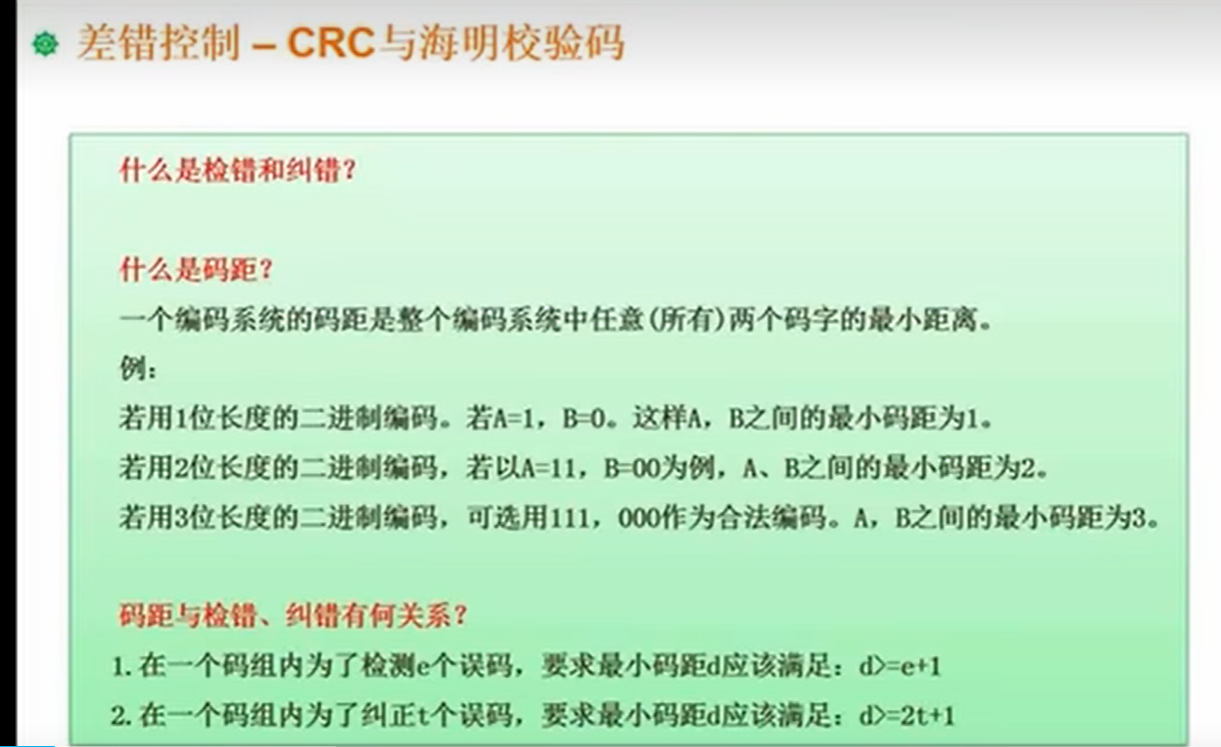 差错控制 – CRC与海明校验码
什么是检错和纠错?
什么是码距?
一个编码系统的码距是整个编码系统中任意(所有)两个码字的最小距离。
例:
若用1位长度的二进制编码。若A=1，B=0。这样A，B之间的最小码距为1。
若用2位长度的二进制编码，若以A=11，B=00为例，A、B之间的最小码距为2。
若用3位长度的二进制编码，可选用111，000作为合法编码。A，B之间的最小码距为3。
码距与检错、纠错有何关系?
1. 在一个码组内为了检测e个误码，要求最小码距d应该满足：d>=e+1
2. 在一个码组内为了纠正t个误码，要求最小码距d应该满足：d>=2t+1